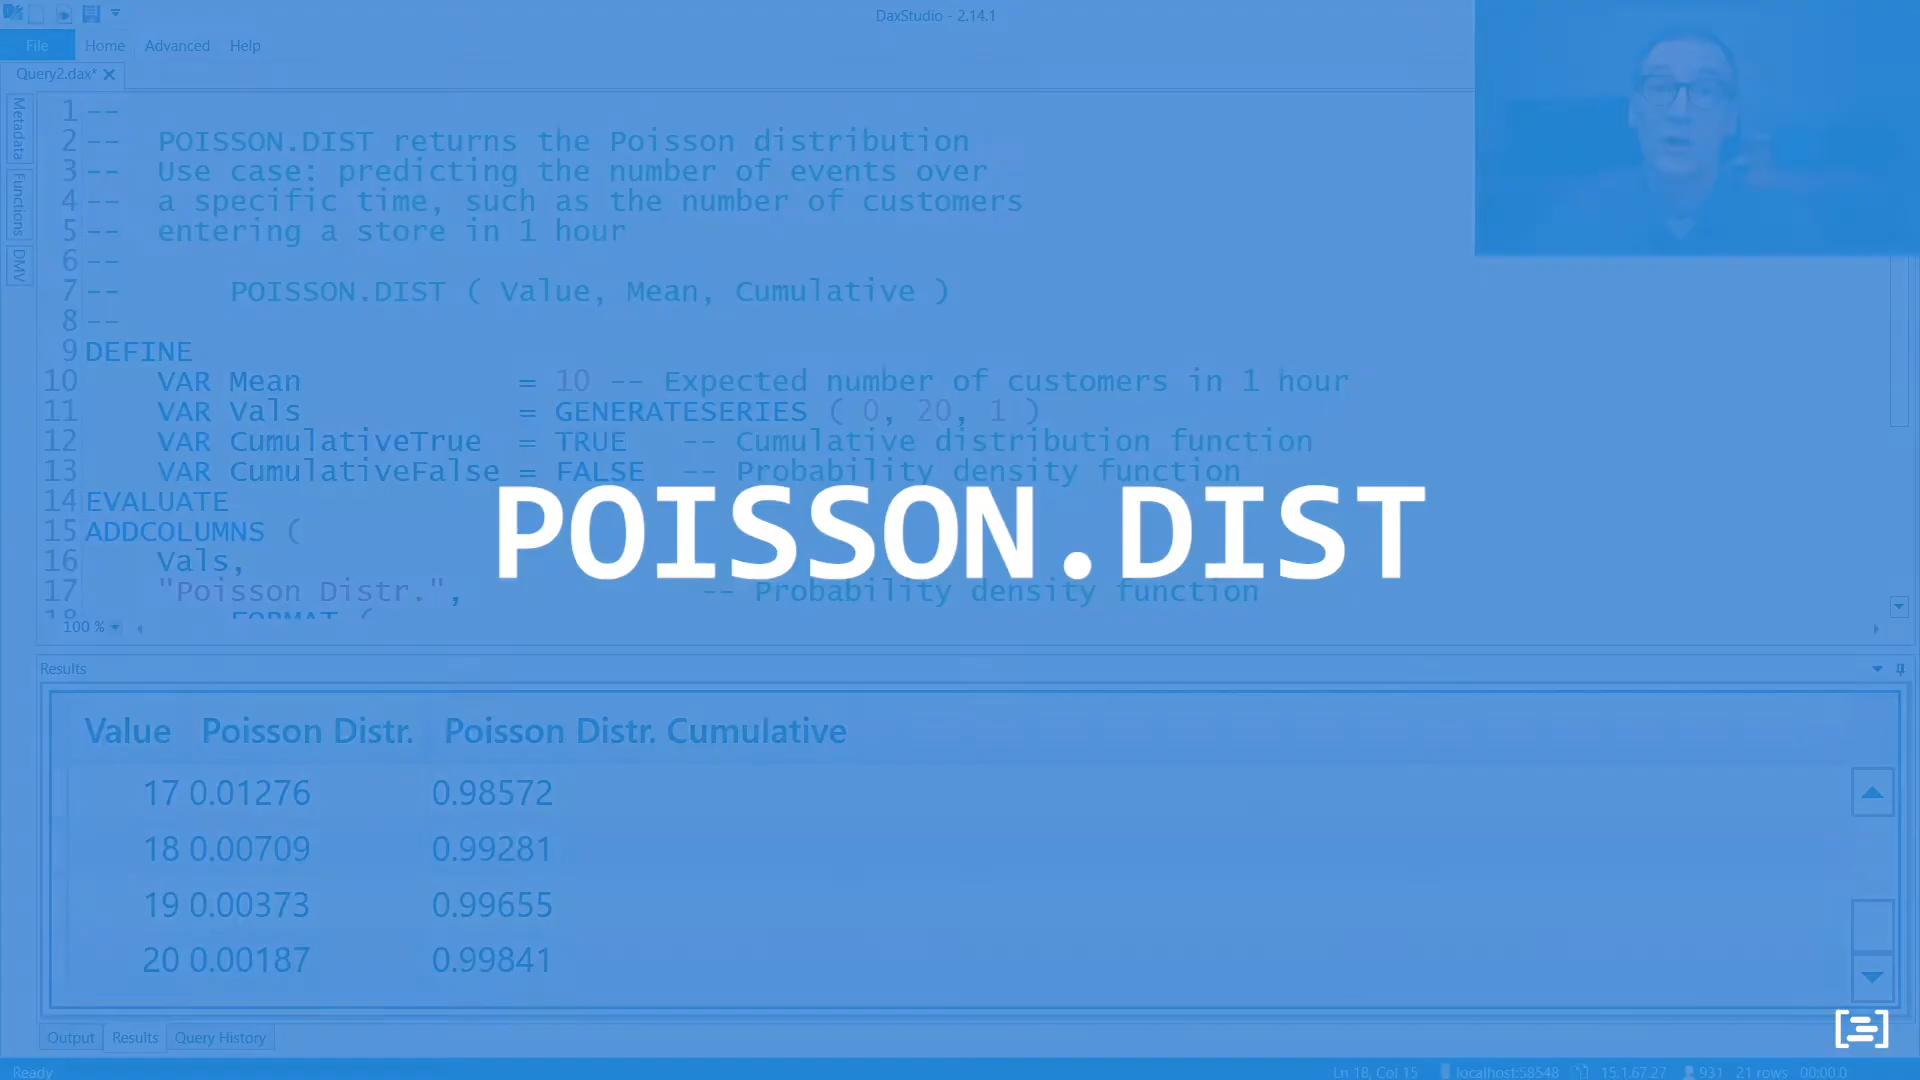 DaxStudio - 2.14.1
File Home Advanced Help
Query2.dax*
Metadata
Functions
DMV
1 --
2 -- POISSON.DIST returns the Poisson distribution
3 -- Use case: predicting the number of events over
4 -- a specific time, such as the number of customers
5 -- entering a store in 1 hour
6 --
7 -- POISSON.DIST ( Value, Mean, Cumulative )
8 --
9 DEFINE
10 VAR Mean = 10 -- Expected number of customers in 1 hour
11 VAR Vals = GENERATESERIES ( 0, 20, 1 )
12 VAR CumulativeTrue = TRUE -- Cumulative distribution function
13 VAR CumulativeFalse = FALSE -- Probability density function
14 EVALUATE
15 ADDCOLUMNS (
16 Vals,
17 "Poisson Distr.", -- Probability density function
18 FORMAT (
POISSON.DIST
100 %
Results
Value Poisson Distr. Poisson Distr. Cumulative
17 0.01276 0.98572
18 0.00709 0.99281
19 0.00373 0.99655
20 0.00187 0.99841
Output Results Query History
Ready Ln 18, Col 15 localhost:58548 15.1.67.27 931 21 rows 00:00.0